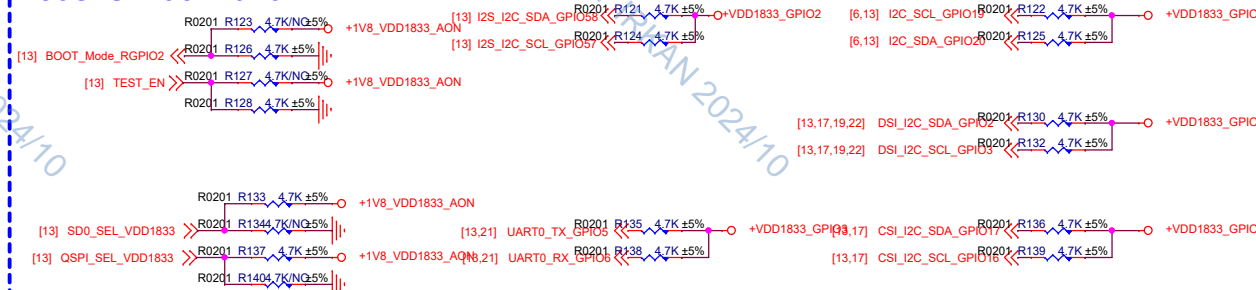 R0201 R123 4.7K/NC ±5% +1V8_VDD1833_AON
[13] BOOT_Mode_RGPIO2 R0201 R126 4.7K ±5%
[13] TEST_EN R0201 R127 4.7K/NC ±5% +1V8_VDD1833_AON
R0201 R128 4.7K ±5%
[13] I2S_I2C_SDA_GPIO58 R0201 R121 4.7K ±5% +VDD1833_GPIO2
[13] I2S_I2C_SCL_GPIO57 R0201 R124 4.7K ±5%
[6,13] I2C_SCL_GPIO19 R0201 R122 4.7K ±5% +VDD1833_GPIO
[6,13] I2C_SDA_GPIO20 R0201 R125 4.7K ±5%
[13,17,19,22] DSI_I2C_SDA_GPIO2 R0201 R130 4.7K ±5% +VDD1833_GPIO
[13,17,19,22] DSI_I2C_SCL_GPIO3 R0201 R132 4.7K ±5%
R0201 R133 4.7K ±5% +1V8_VDD1833_AON
[13] SD0_SEL_VDD1833 R0201 R134 4.7K/NC ±5%
[13] QSPI_SEL_VDD1833 R0201 R137 4.7K ±5% +1V8_VDD1833_AON
R0201 R140 4.7K/NC ±5%
[13,21] UART0_TX_GPIO5 R0201 R135 4.7K ±5% +VDD1833_GPIO3
[13,21] UART0_RX_GPIO6 R0201 R138 4.7K ±5%
[13,17] CSI_I2C_SDA_GPIO17 R0201 R136 4.7K ±5% +VDD1833_GPIO
[13,17] CSI_I2C_SCL_GPIO16 R0201 R139 4.7K ±5%
2024/10
24/10